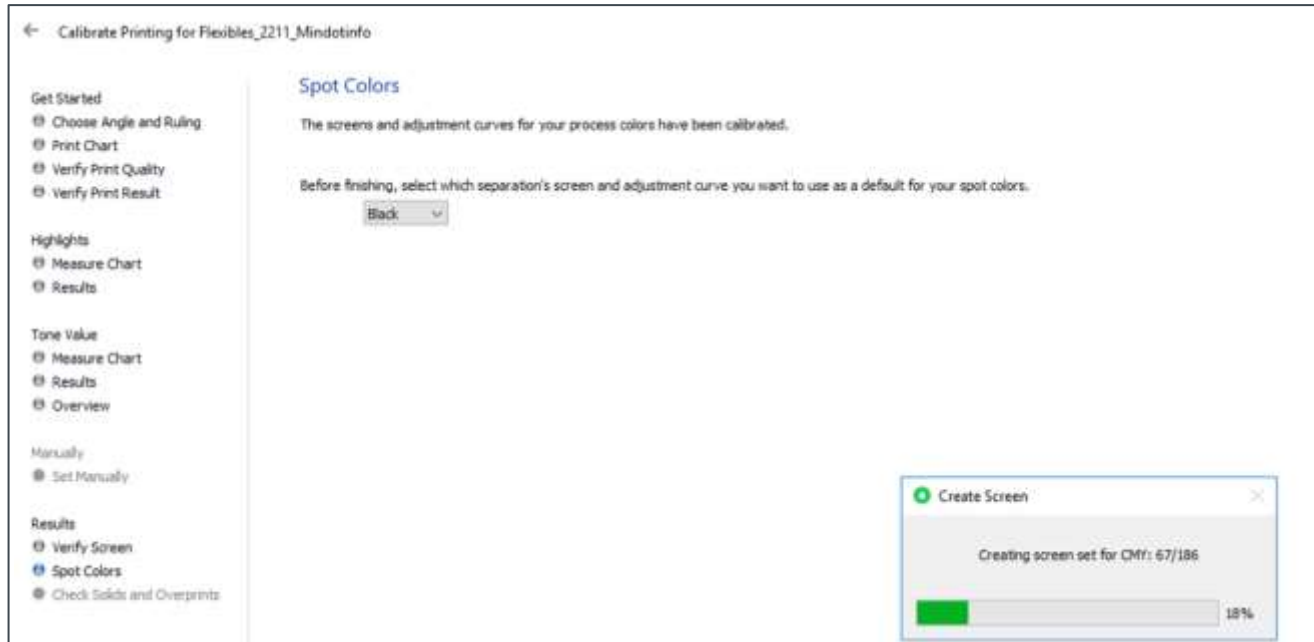 Calibrate Printing for Flexibles_2211_Mindotinfo
Get Started
Choose Angle and Ruling
Print Chart
Verify Print Quality
Verify Print Result
Highlights
Measure Chart
Results
Tone Value
Measure Chart
Results
Overview
Manually
Set Manually
Results
Verify Screen
Spot Colors
Check Solids and Overprints
Spot Colors
The screens and adjustment curves for your process colors have been calibrated.
Before finishing, select which separation's screen and adjustment curve you want to use as a default for your spot colors.
Black
Create Screen
Creating screen set for CMY: 67/186
18%